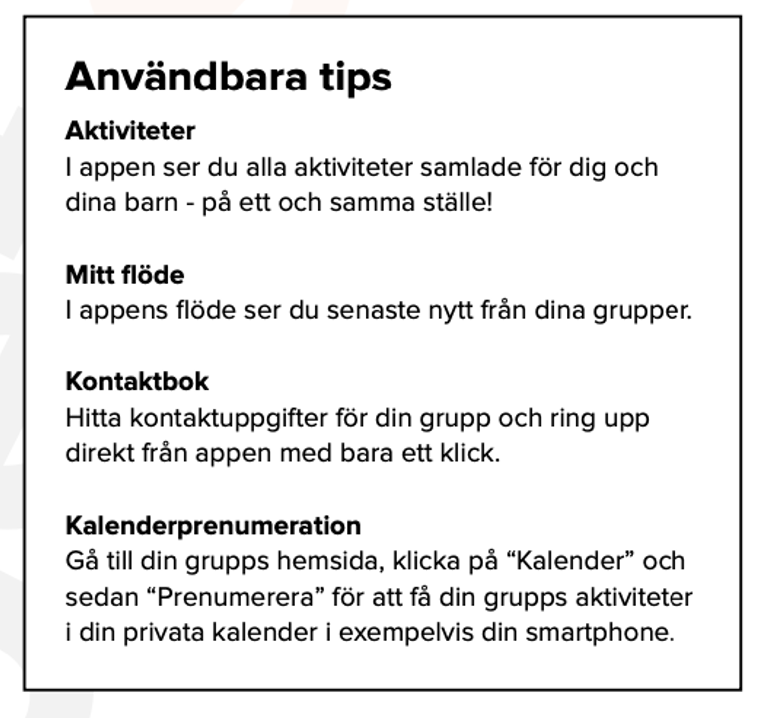 Användbara tips
Aktiviteter
I appen ser du alla aktiviteter samlade för dig och
dina barn - på ett och samma ställe!
Mitt flöde
I appens flöde ser du senaste nytt från dina grupper.
Kontaktbok
Hitta kontaktuppgifter för din grupp och ring upp
direkt från appen med bara ett klick.
Kalenderprenumeration
Gå till din grupps hemsida, klicka på “Kalender” och
sedan “Prenumerera” för att få din grupps aktiviteter
i din privata kalender i exempelvis din smartphone.